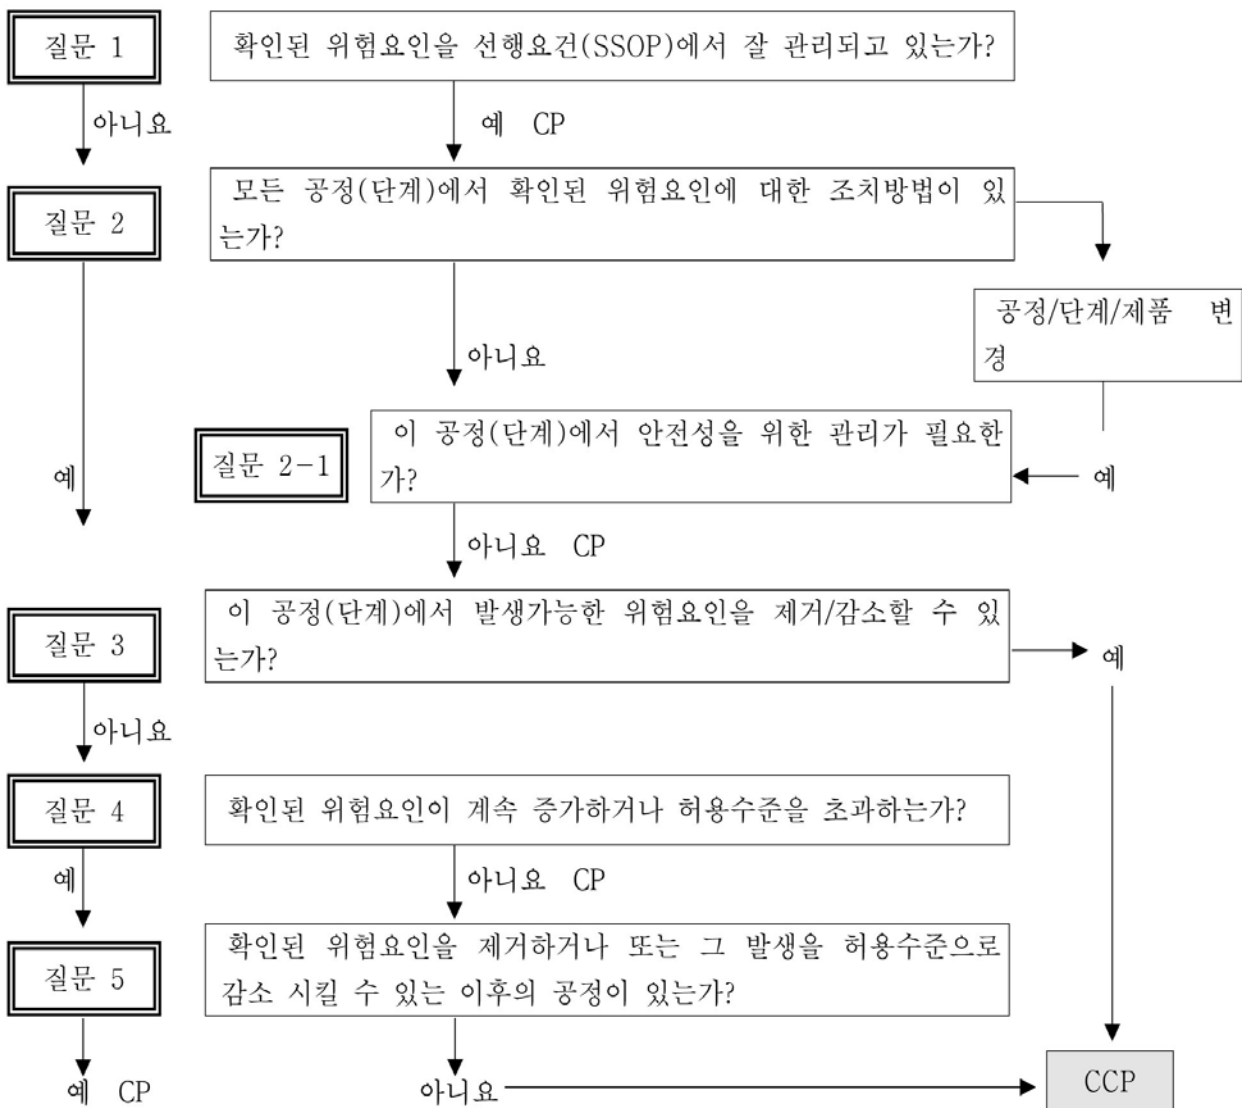 질문 1
확인된 위험요인을 선행요건(SSOP)에서 잘 관리되고 있는가?
아니요
예 CP
질문 2
모든 공정(단계)에서 확인된 위험요인에 대한 조치방법이 있
는가?
공정/단계/제품 변
경
아니요
예
질문 2-1
이 공정(단계)에서 안전성을 위한 관리가 필요한
가?
예
아니요 CP
질문 3
이 공정(단계)에서 발생가능한 위험요인을 제거/감소할 수 있
는가?
예
아니요
질문 4
확인된 위험요인이 계속 증가하거나 허용수준을 초과하는가?
예
아니요 CP
질문 5
확인된 위험요인을 제거하거나 또는 그 발생을 허용수준으로
감소 시킬 수 있는 이후의 공정이 있는가?
예 CP
아니요
CCP